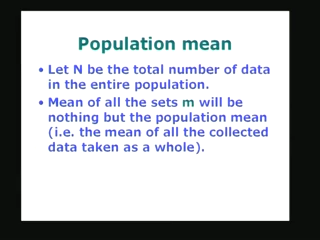 Population mean
• Let N be the total number of data
in the entire population.
• Mean of all the sets m will be
nothing but the population mean
(i.e. the mean of all the collected
data taken as a whole).